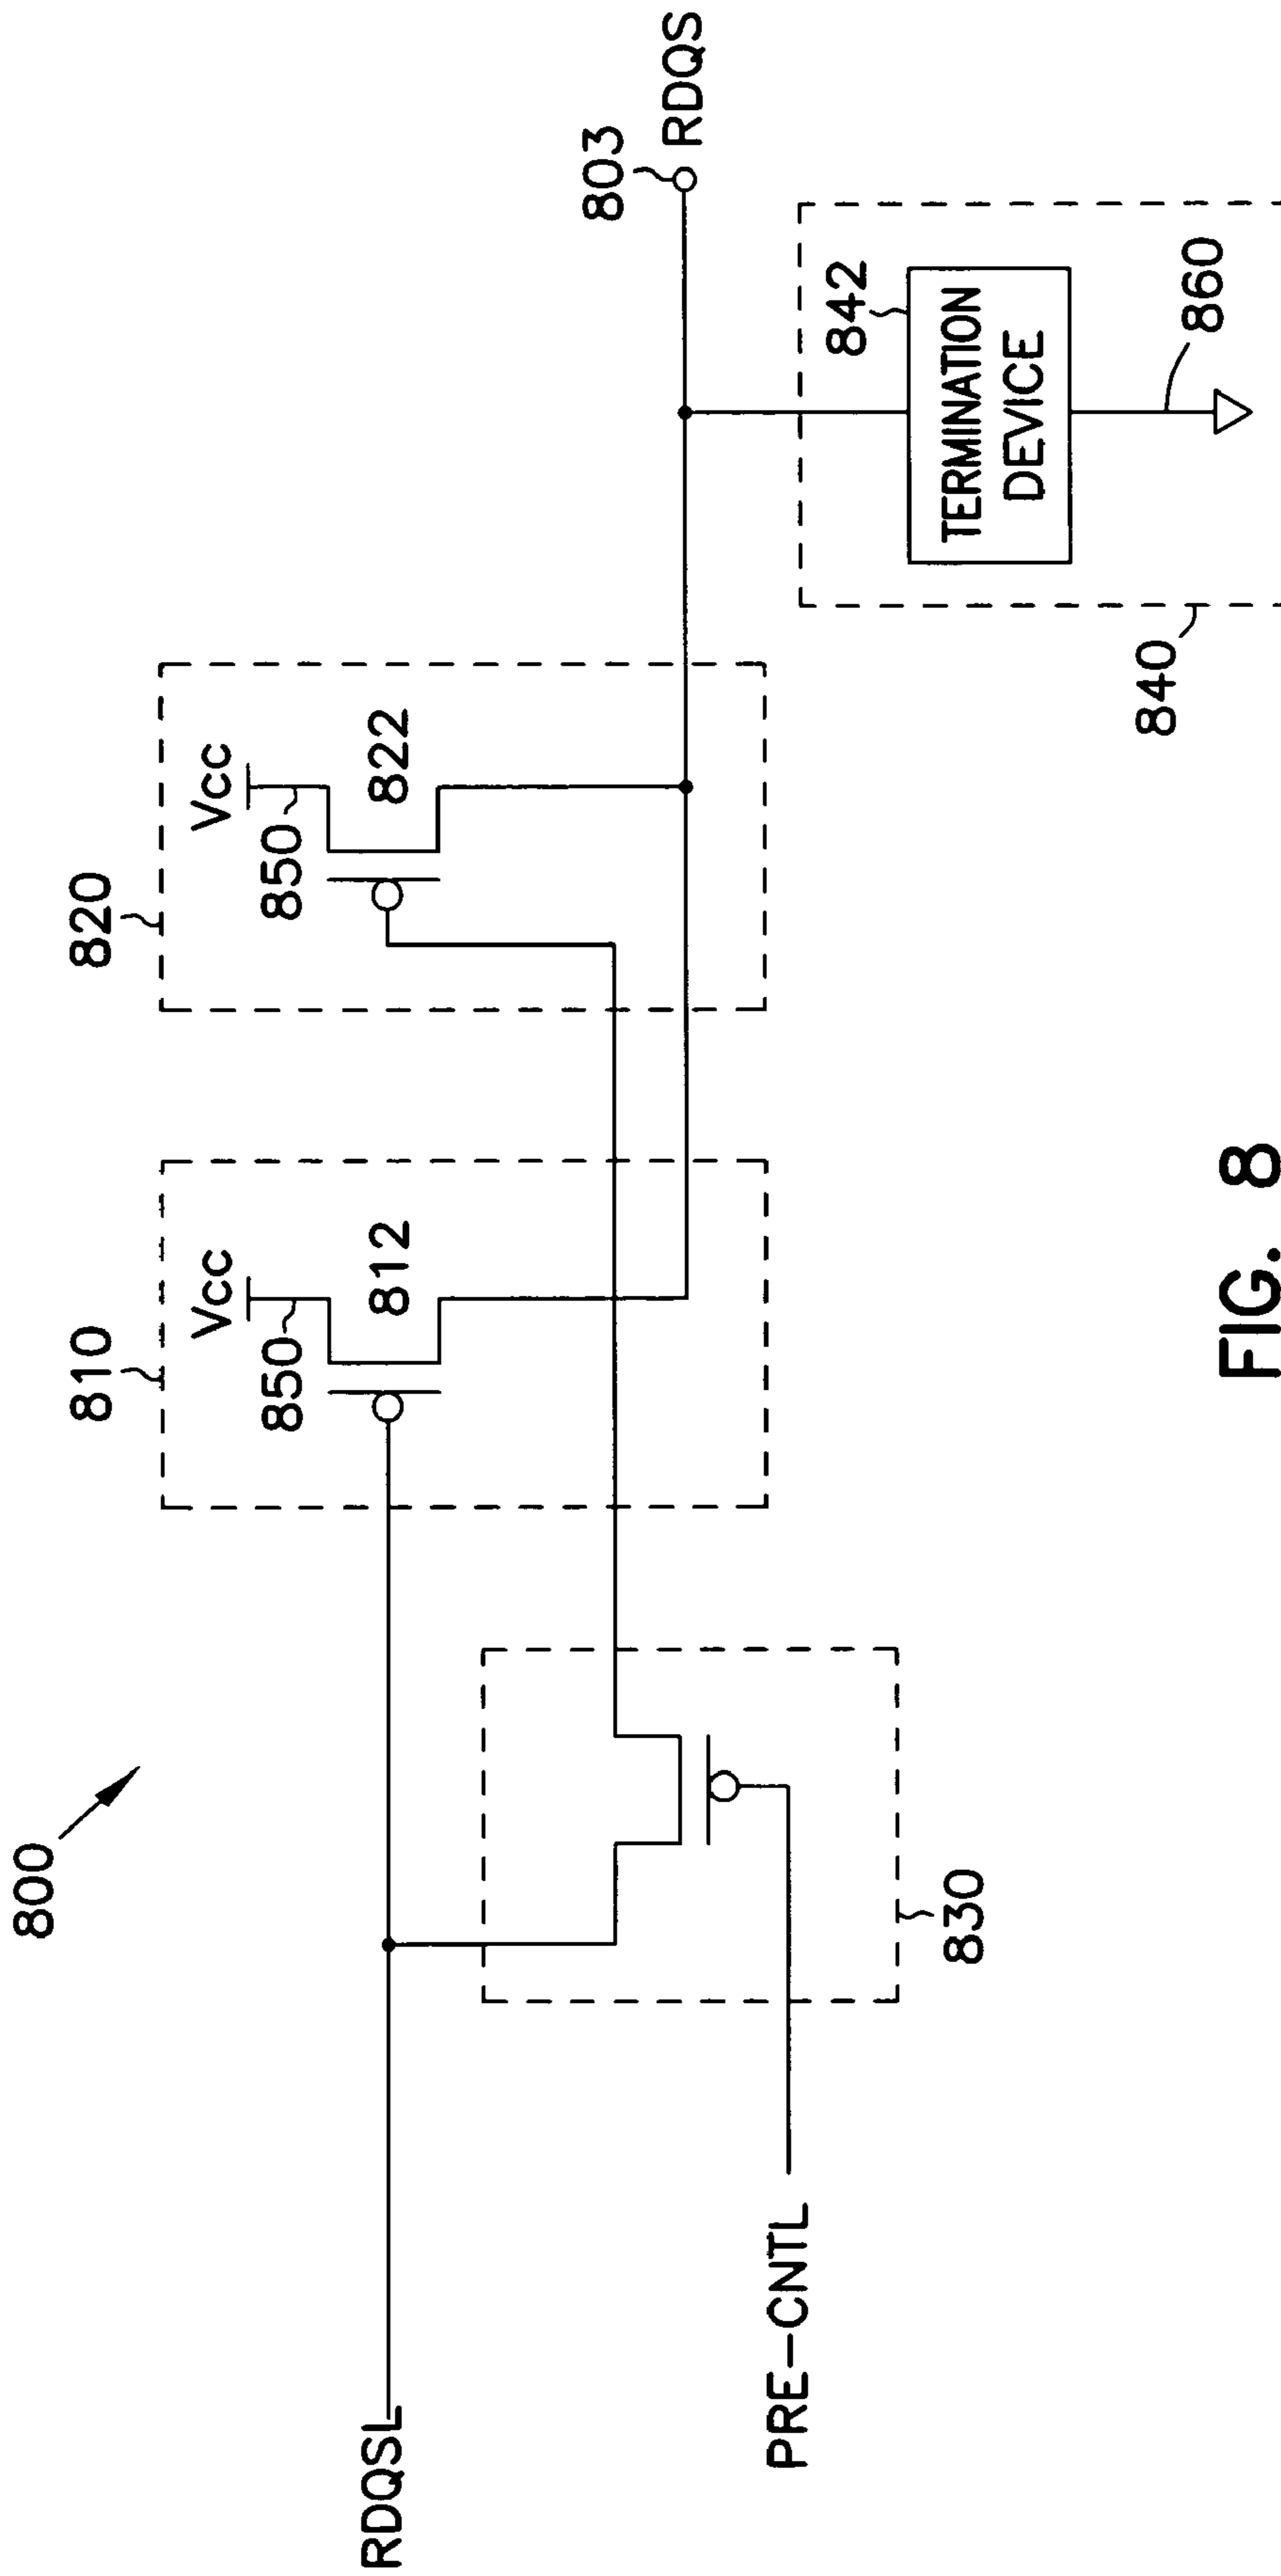 800
810
820
Vcc
Vcc
850
850
812
822
RDQSL
803
RDQS
PRE-CNTL
830
842
TERMINATION
DEVICE
840
860
FIG. 8